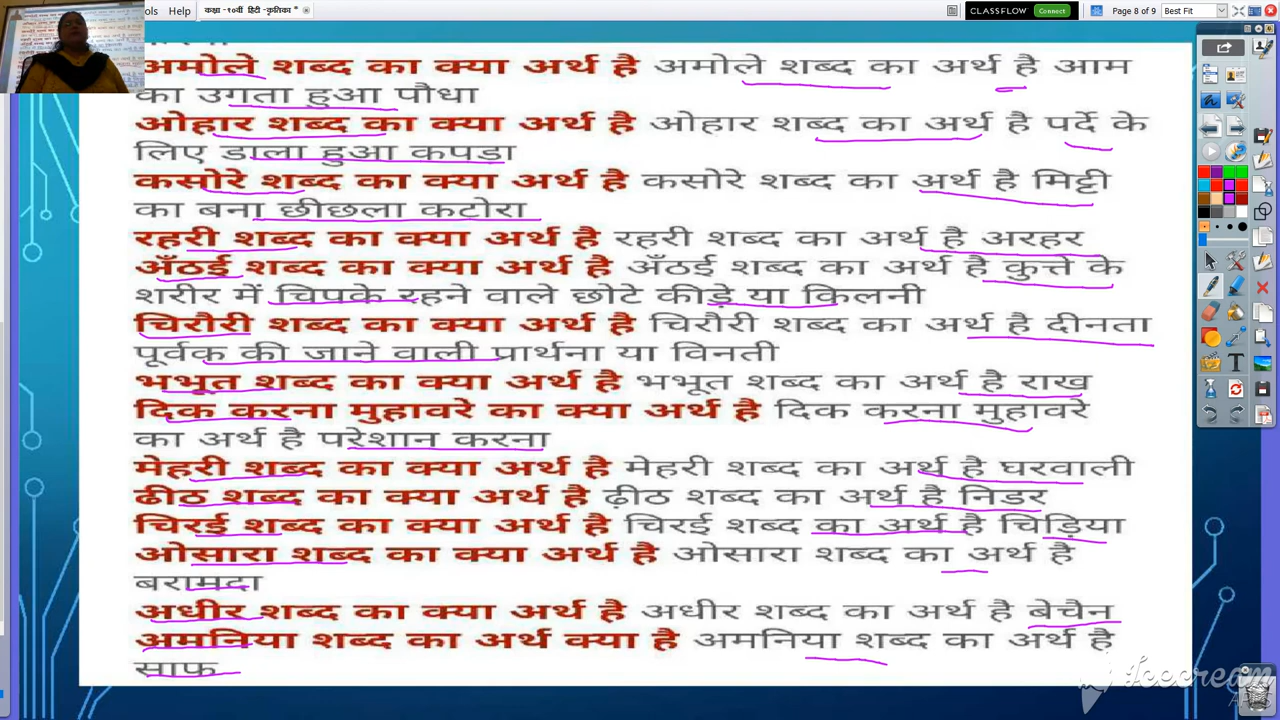 ols Help कक्षा -१०वीं हिंदी -कृतिका * CLASSFLOW Connect Page 8 of 9 Best Fit
अमोले शब्द का क्या अर्थ है अमोले शब्द का अर्थ है आम
का उगता हुआ पौधा
ओहार शब्द का क्या अर्थ है ओहार शब्द का अर्थ है पर्दे के
लिए डाला हुआ कपड़ा
कसोरे शब्द का क्या अर्थ है कसोरे शब्द का अर्थ है मिट्टी
का बना छीछला कटोरा
रहरी शब्द का क्या अर्थ है रहरी शब्द का अर्थ है अरहर
अँठई शब्द का क्या अर्थ है अँठई शब्द का अर्थ है कुत्ते के
शरीर में चिपके रहने वाले छोटे कीड़े या किलनी
चिरौरी शब्द का क्या अर्थ है चिरौरी शब्द का अर्थ है दीनता
पूर्वक की जाने वाली प्रार्थना या विनती
भभूत शब्द का क्या अर्थ है भभूत शब्द का अर्थ है राख
दिक करना मुहावरे का क्या अर्थ है दिक करना मुहावरे
का अर्थ है परेशान करना
मेहरी शब्द का क्या अर्थ है मेहरी शब्द का अर्थ है घरवाली
ढीठ शब्द का क्या अर्थ है ढ़ीठ शब्द का अर्थ है निडर
चिरई शब्द का क्या अर्थ है चिरई शब्द का अर्थ है चिड़िया
ओसारा शब्द का क्या अर्थ है ओसारा शब्द का अर्थ है
बरामदा
अधीर शब्द का क्या अर्थ है अधीर शब्द का अर्थ है बेचैन
अमनिया शब्द का अर्थ क्या है अमनिया शब्द का अर्थ है
साफ
Icecream
APPS